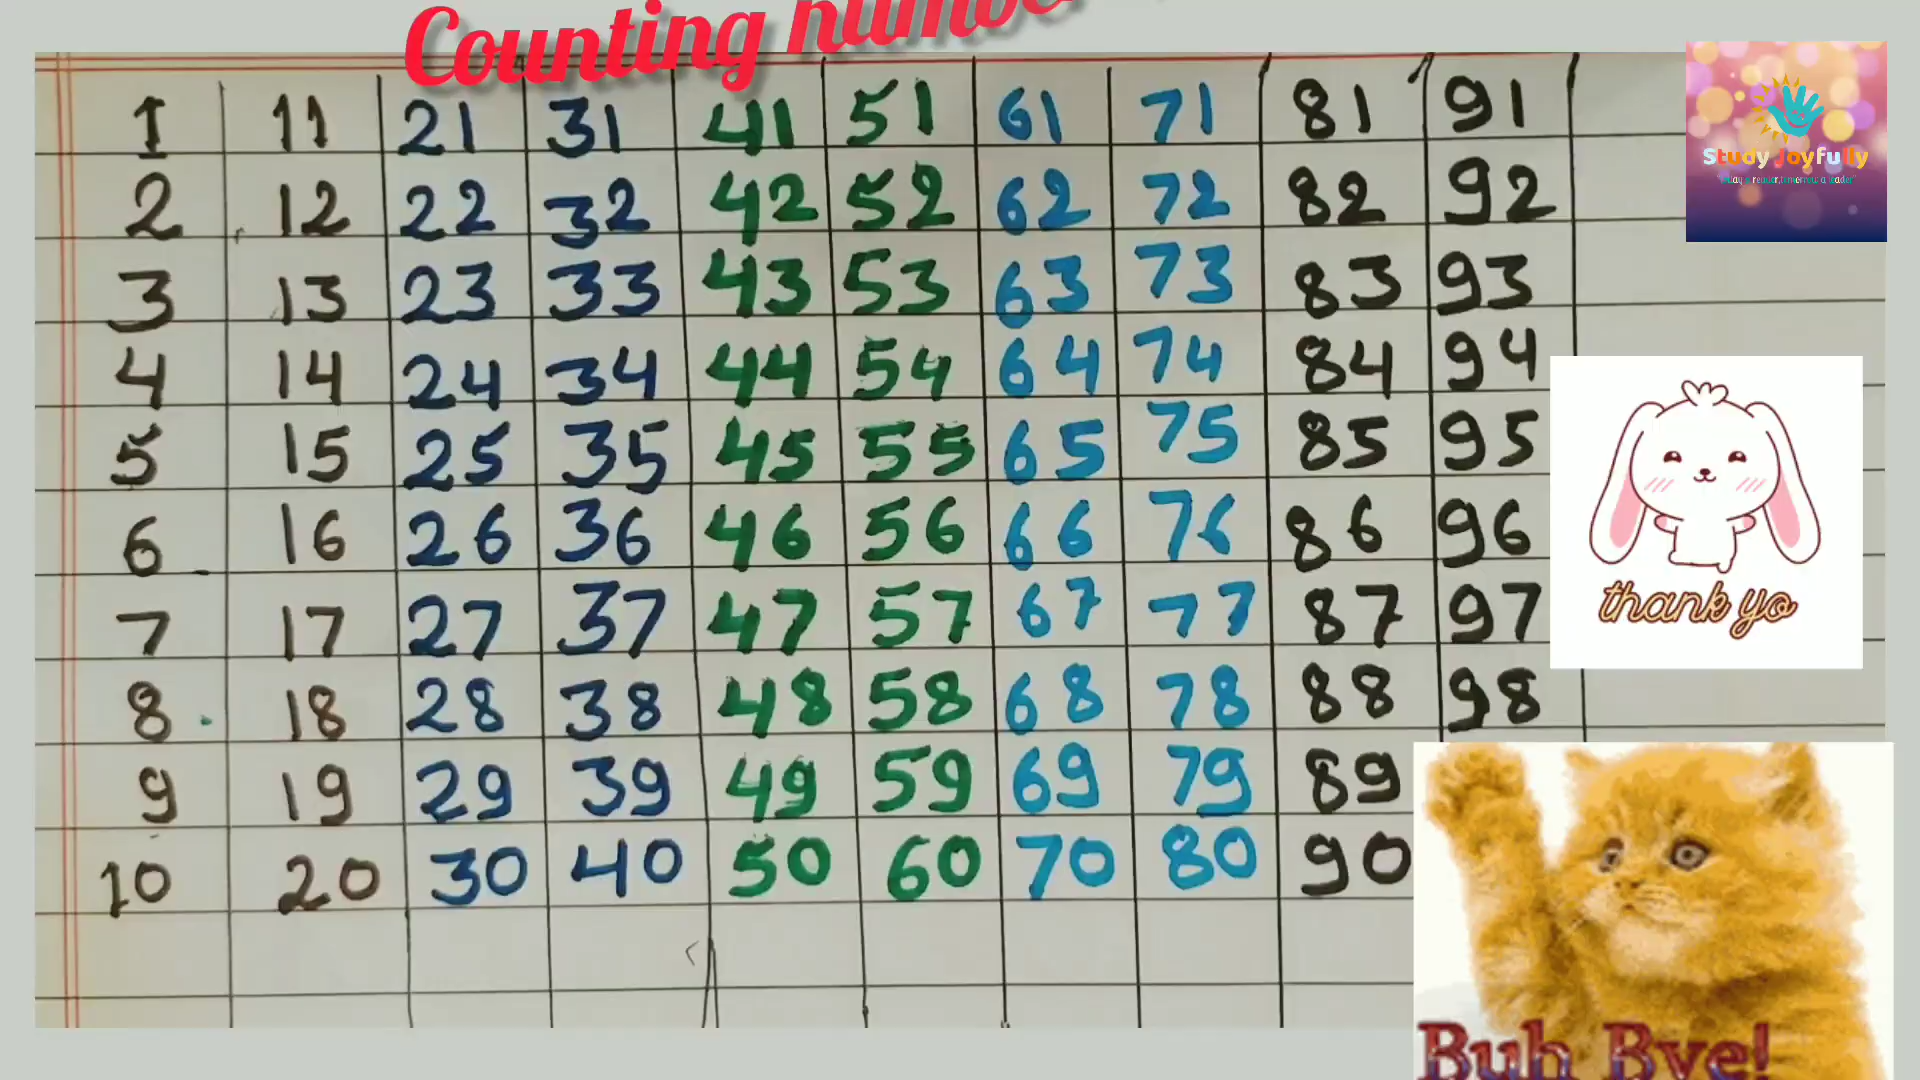 Counting number
1 11 21 31 41 51 61 71 81 91
2 12 22 32 42 52 62 72 82 92
3 13 23 33 43 53 63 73 83 93
4 14 24 34 44 54 64 74 84 94
5 15 25 35 45 55 65 75 85 95
6 16 26 36 46 56 66 76 86 96
7 17 27 37 47 57 67 77 87 97
8 18 28 38 48 58 68 78 88 98
9 19 29 39 49 59 69 79 89
10 20 30 40 50 60 70 80 90
Study Joyfully
a reader,tomorrow a leader"
thank yo
Buh Bye!